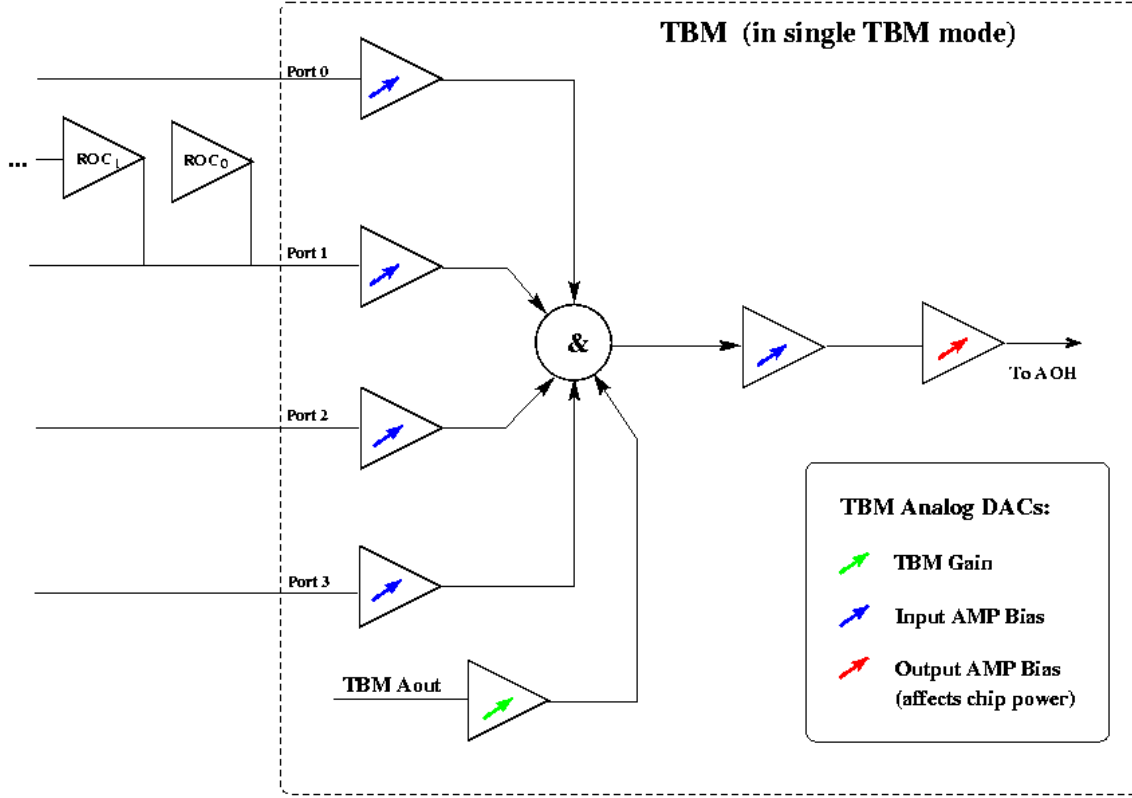 TBM (in single TBM mode)
Port 0
...
ROC1
ROC0
Port 1
&
To AOH
Port 2
TBM Analog DACs:
TBM Gain
Port 3
Input AMP Bias
TBM Aout
Output AMP Bias
(affects chip power)